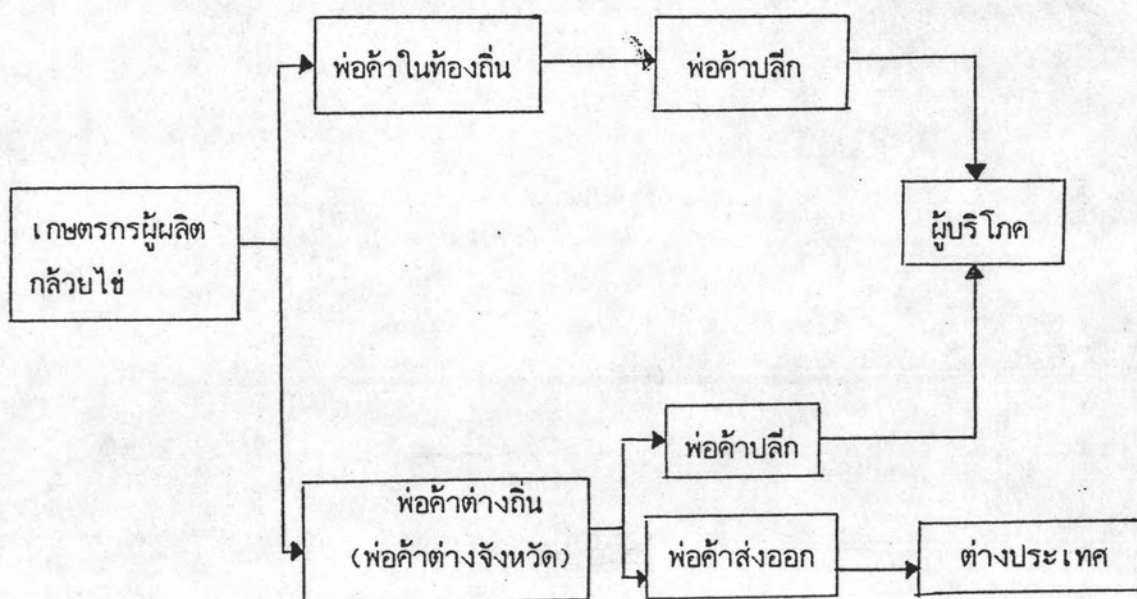 พ่อค้าในท้องถิ่น
พ่อค้าปลีก
เกษตรกรผู้ผลิต
กล้วยไข่
ผู้บริโภค
พ่อค้าปลีก
พ่อค้าต่างถิ่น
(พ่อค้าต่างจังหวัด)
พ่อค้าส่งออก
ต่างประเทศ